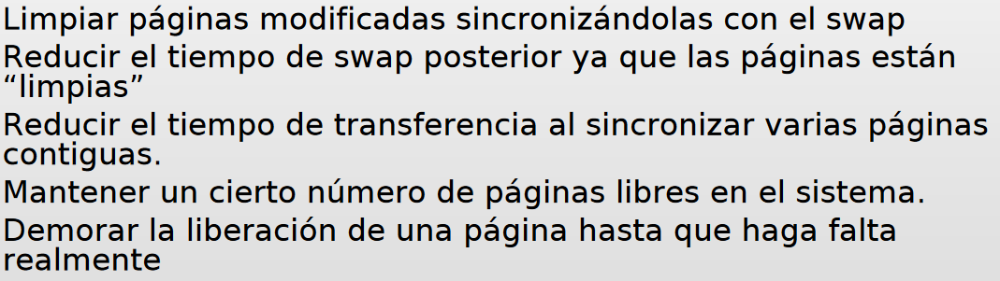 Limpiar páginas modificadas sincronizándolas con el swap
Reducir el tiempo de swap posterior ya que las páginas están
“limpias”
Reducir el tiempo de transferencia al sincronizar varias páginas
contiguas.
Mantener un cierto número de páginas libres en el sistema.
Demorar la liberación de una página hasta que haga falta
realmente